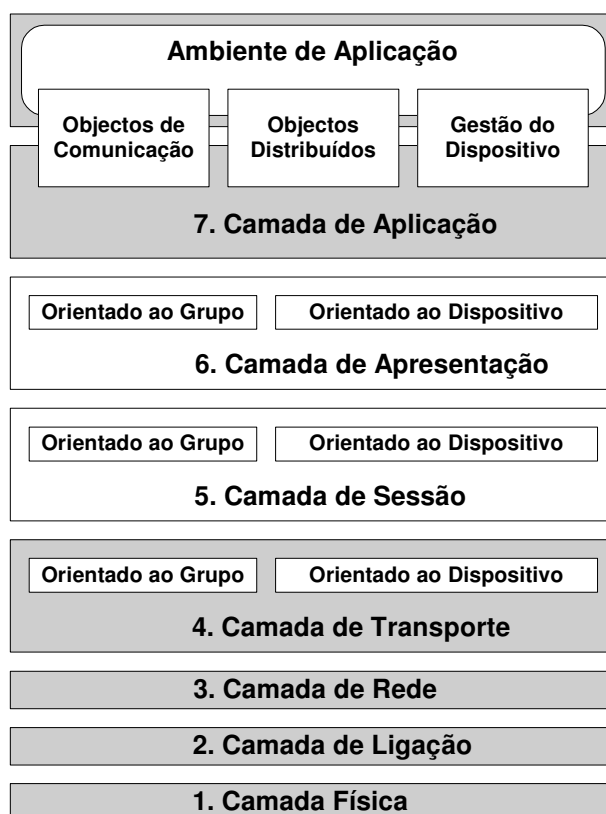 Ambiente de Aplicação
Objectos de
Comunicação
Objectos
Distribuídos
Gestão do
Dispositivo
7. Camada de Aplicação
Orientado ao Grupo
Orientado ao Dispositivo
6. Camada de Apresentação
Orientado ao Grupo
Orientado ao Dispositivo
5. Camada de Sessão
Orientado ao Grupo
Orientado ao Dispositivo
4. Camada de Transporte
3. Camada de Rede
2. Camada de Ligação
1. Camada Física